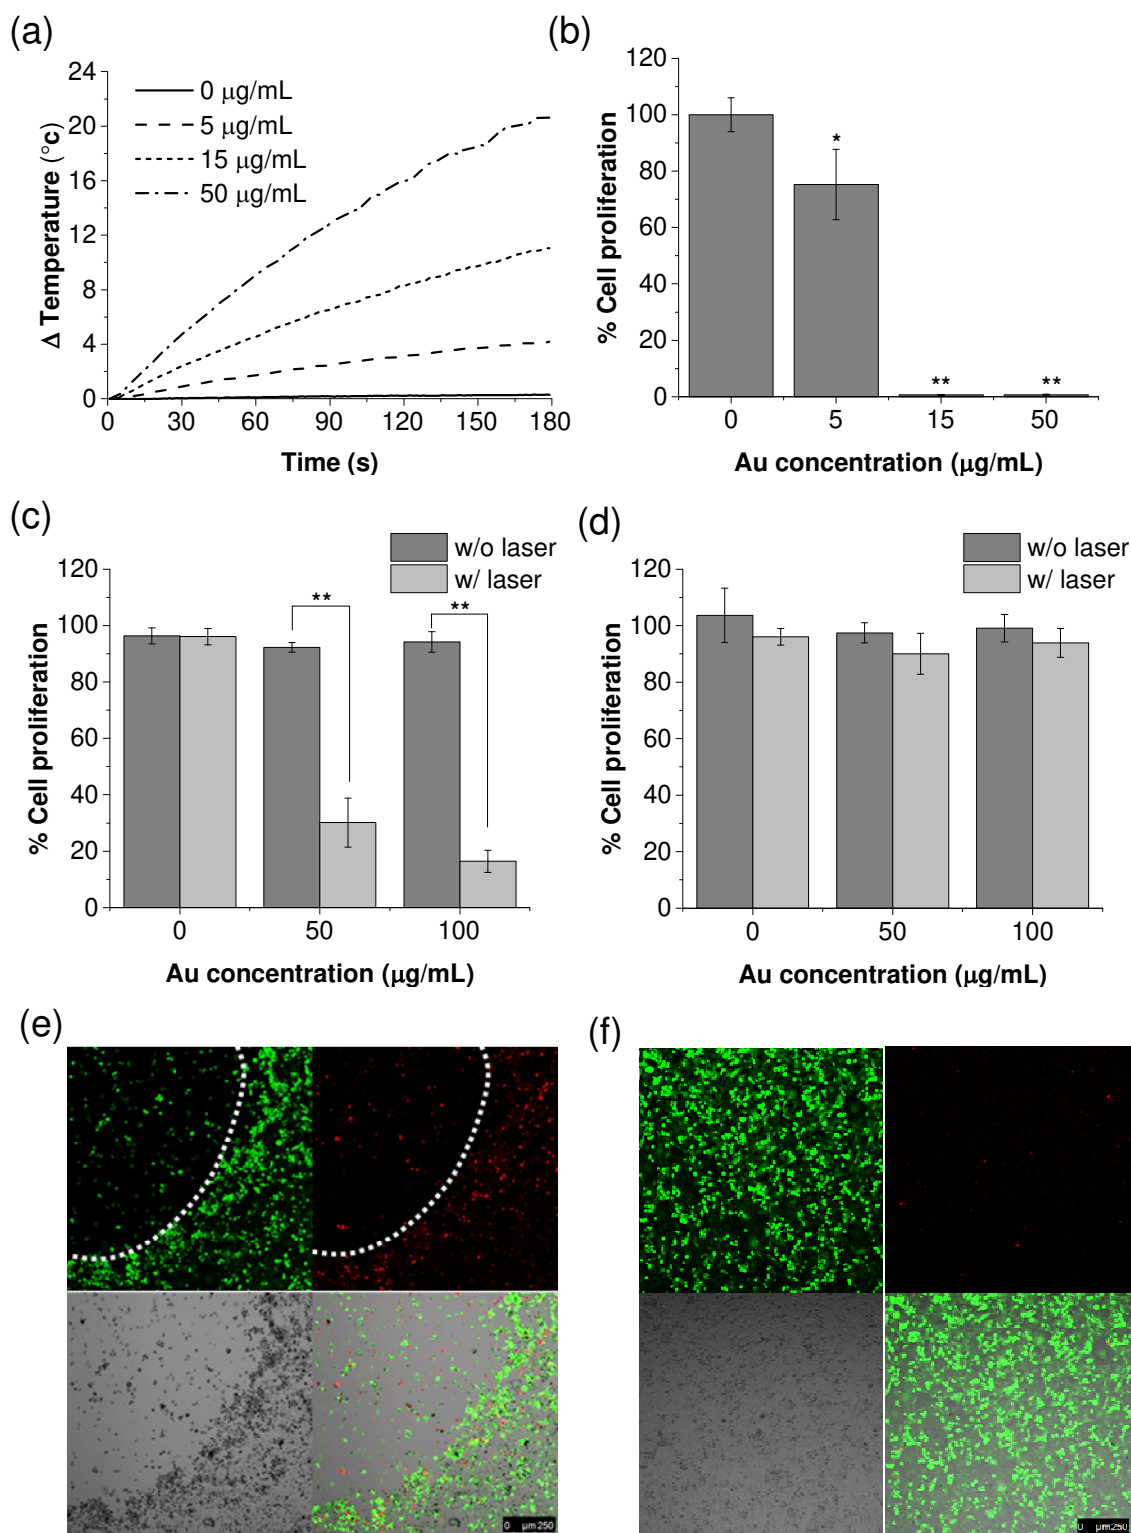 (a)
24
20
16
12
8
4
0
Δ Temperature (°c)
0 μg/mL
5 μg/mL
15 μg/mL
50 μg/mL
0 30 60 90 120 150 180
Time (s)
(b)
120
100
80
60
40
20
0
% Cell proliferation
*
**
**
0 5 15 50
Au concentration (μg/mL)
(c)
w/o laser
w/ laser
120
100
80
60
40
20
0
% Cell proliferation
**
**
0 50 100
Au concentration (μg/mL)
(d)
w/o laser
w/ laser
120
100
80
60
40
20
0
% Cell proliferation
0 50 100
Au concentration (μg/mL)
(e)
0 μm 250
(f)
0 μm 250